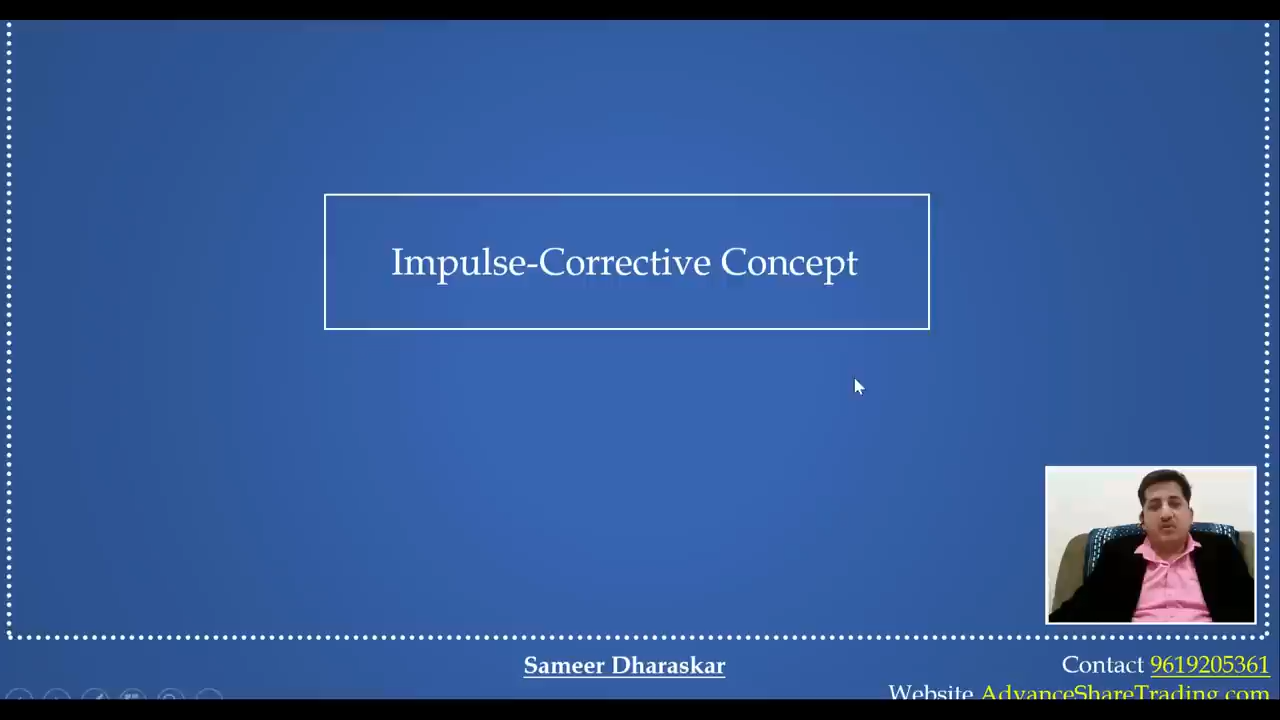 Impulse-Corrective Concept
Sameer Dharaskar
Contact 9619205361
Website AdvanceShareTrading.com